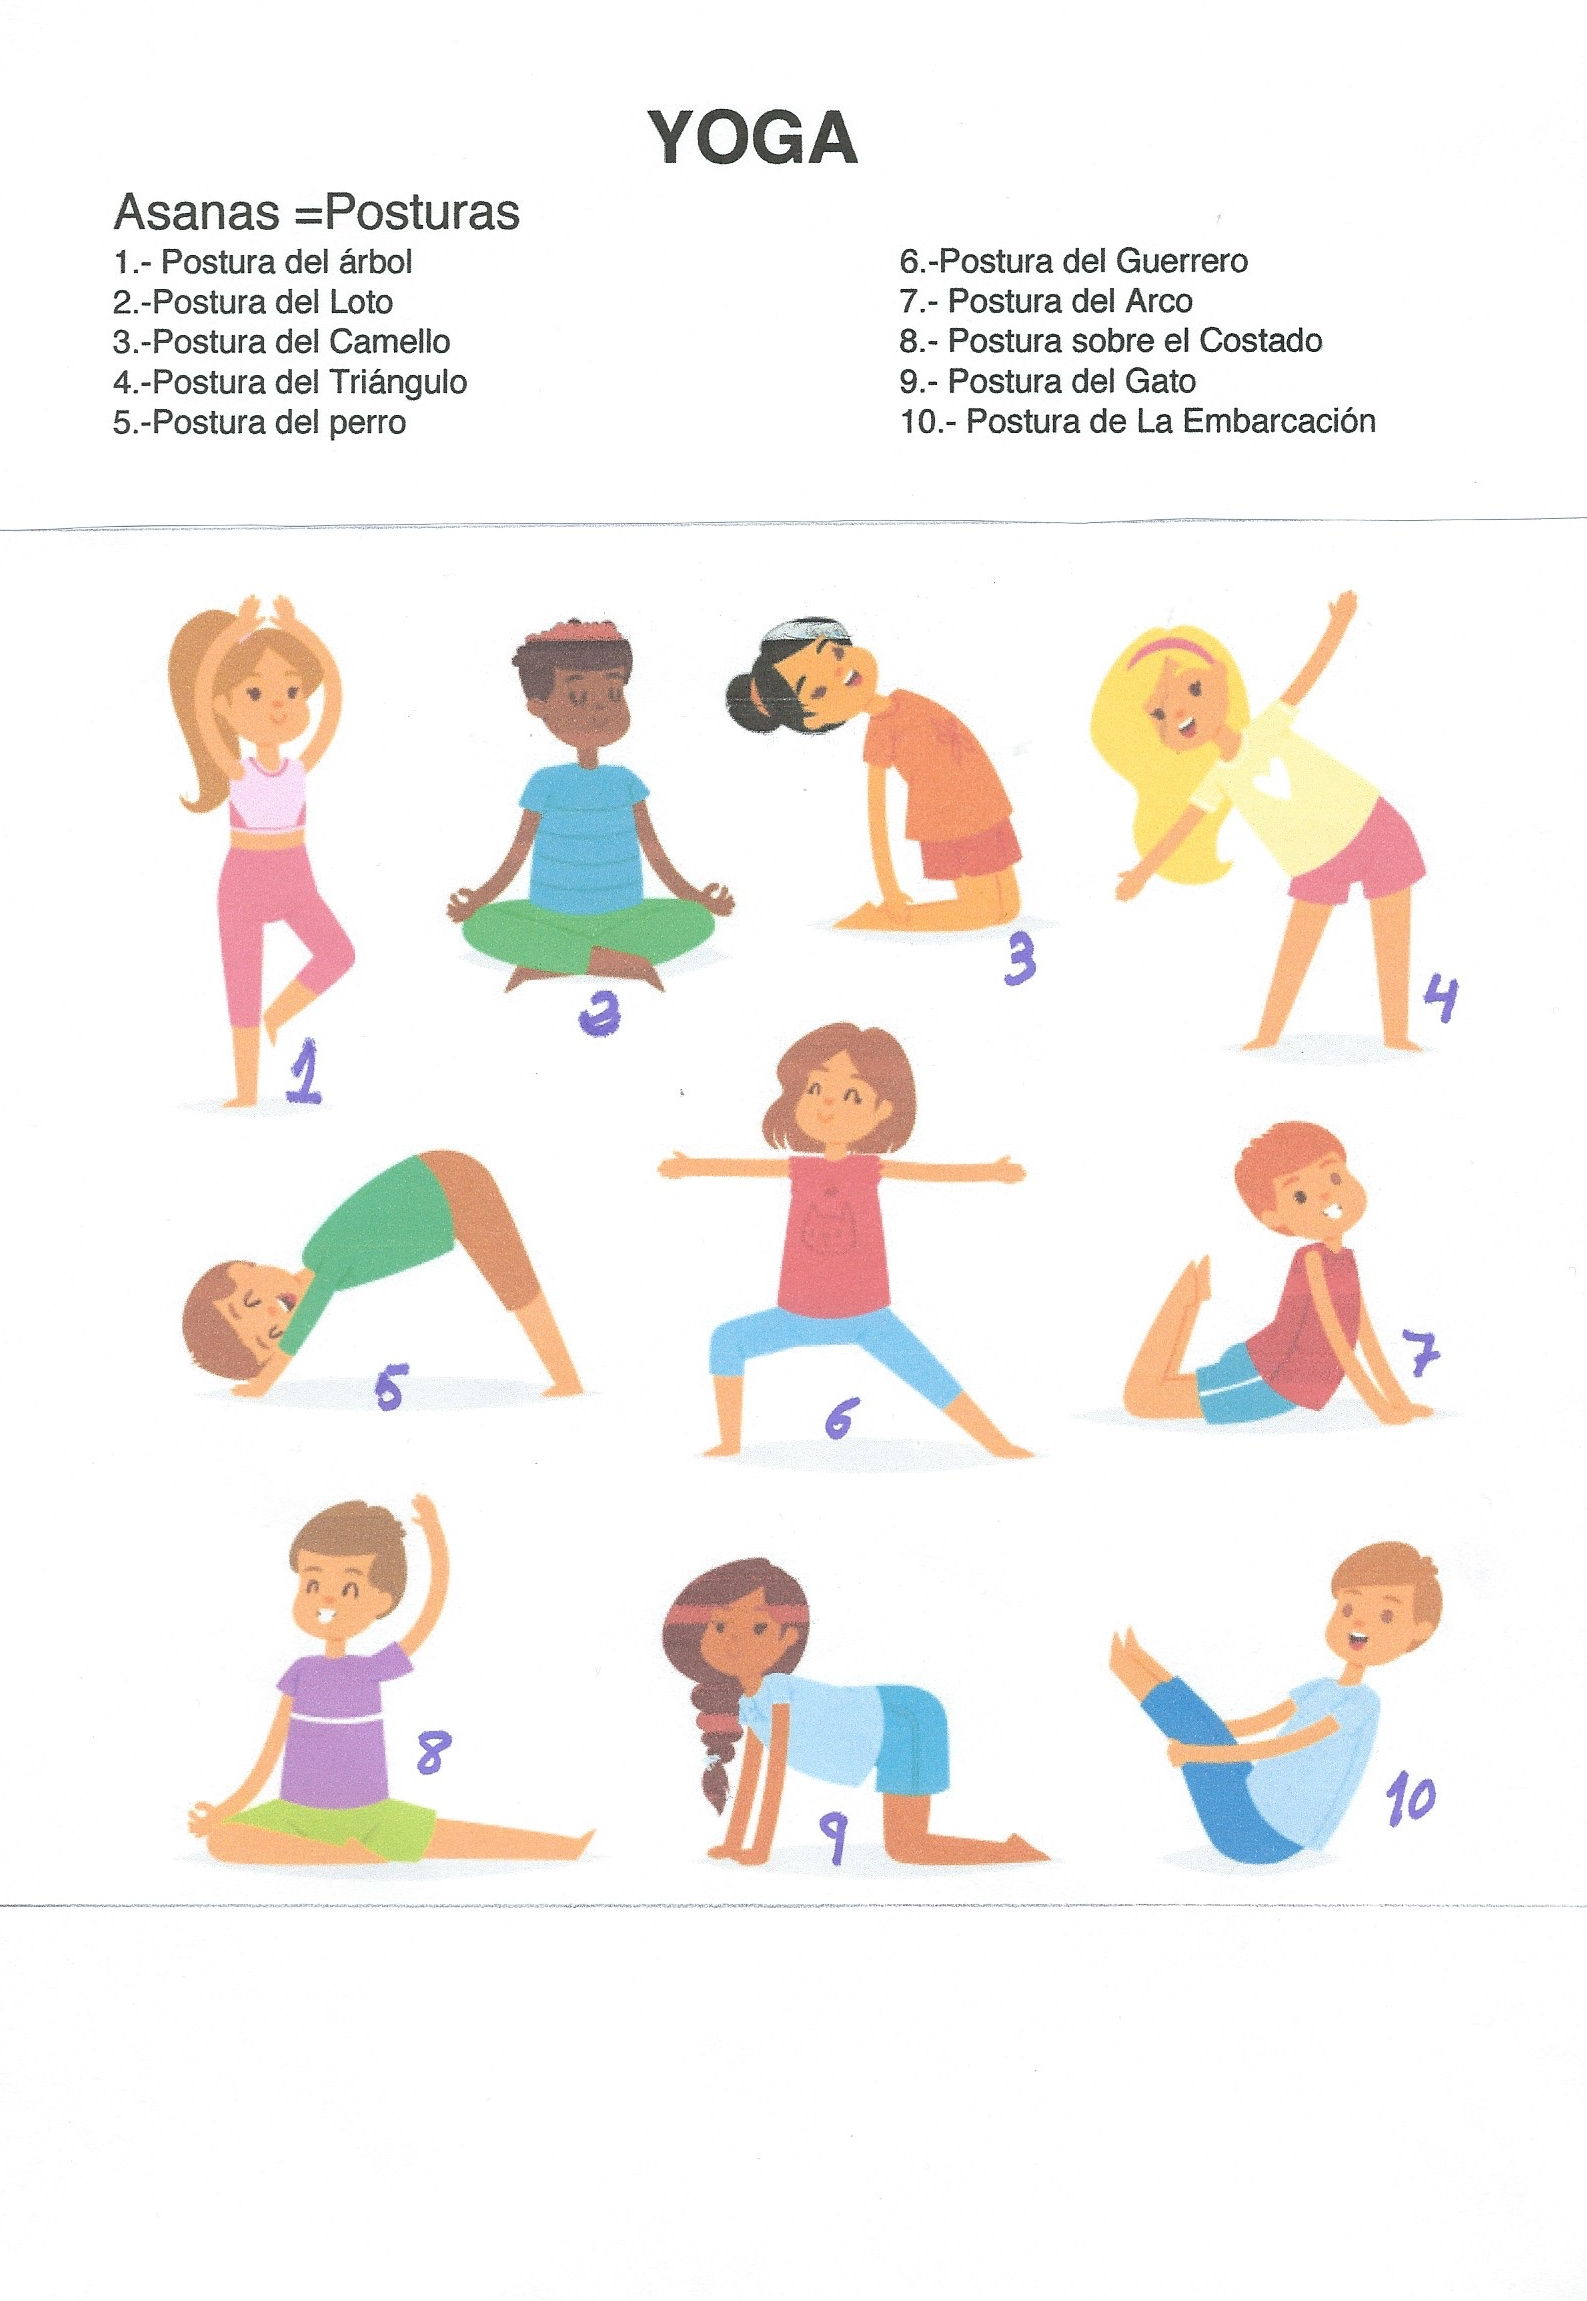 YOGA
Asanas =Posturas
1.- Postura del árbol
2.-Postura del Loto
3.-Postura del Camello
4.-Postura del Triángulo
5.-Postura del perro
6.-Postura del Guerrero
7.- Postura del Arco
8.- Postura sobre el Costado
9.- Postura del Gato
10.- Postura de La Embarcación
1
2
3
4
5
6
7
8
9
10